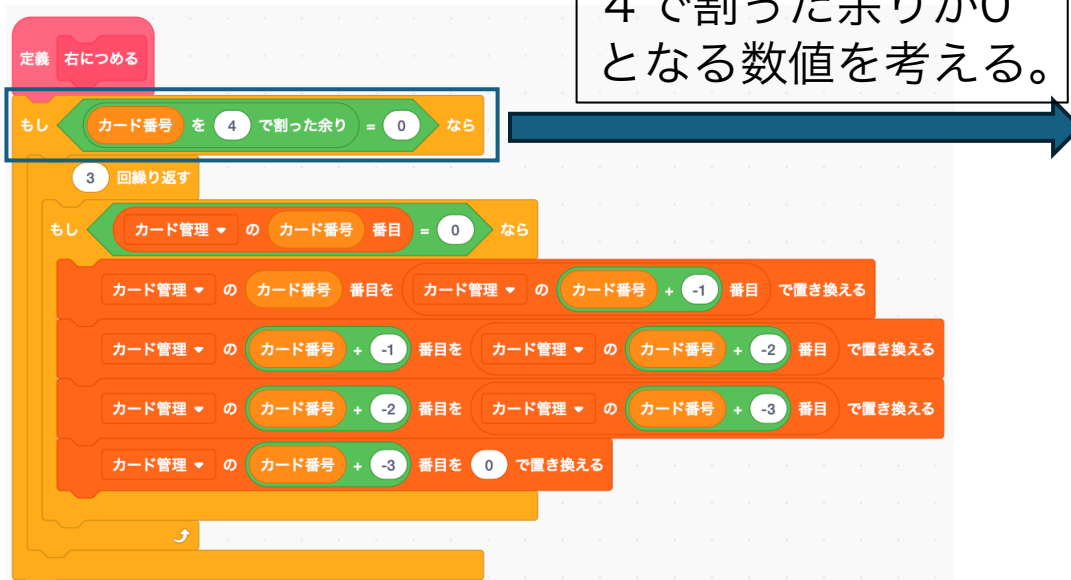 ４で割った余りが0
となる数値を考える。
定義 右につめる
もし カード番号 を 4 で割った余り = 0 なら
3 回繰り返す
もし カード管理 の カード番号 番目 = 0 なら
カード管理 の カード番号 番目を カード管理 の カード番号 + -1 番目 で置き換える
カード管理 の カード番号 + -1 番目を カード管理 の カード番号 + -2 番目 で置き換える
カード管理 の カード番号 + -2 番目を カード管理 の カード番号 + -3 番目 で置き換える
カード管理 の カード番号 + -3 番目を 0 で置き換える